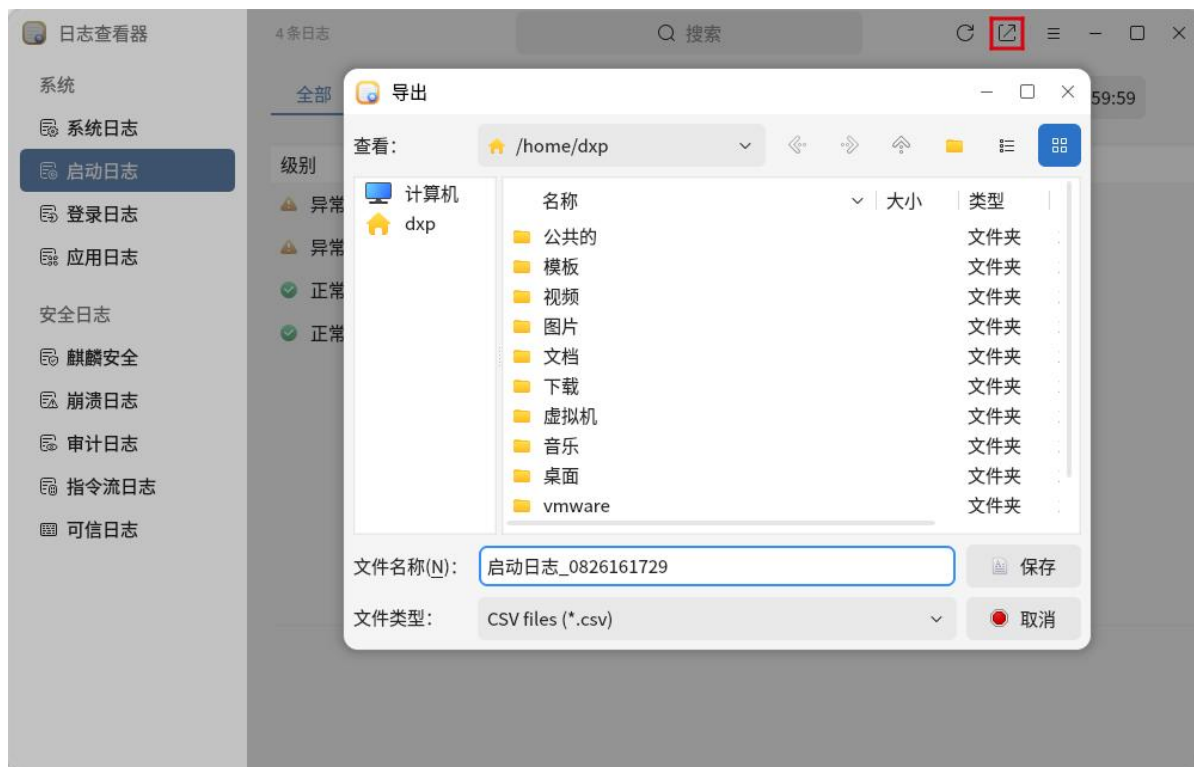 日志查看器
4 条日志
搜索
系统
系统日志
启动日志
登录日志
应用日志
安全日志
麒麟安全
崩溃日志
审计日志
指令流日志
可信日志
全部
59:59
级别
异常
异常
正常
正常
导出
查看：
/home/dxp
计算机
dxp
名称 大小 类型
公共的 文件夹
模板 文件夹
视频 文件夹
图片 文件夹
文档 文件夹
下载 文件夹
虚拟机 文件夹
音乐 文件夹
桌面 文件夹
vmware 文件夹
文件名称(N)： 启动日志_0826161729 保存
文件类型： CSV files (*.csv) 取消